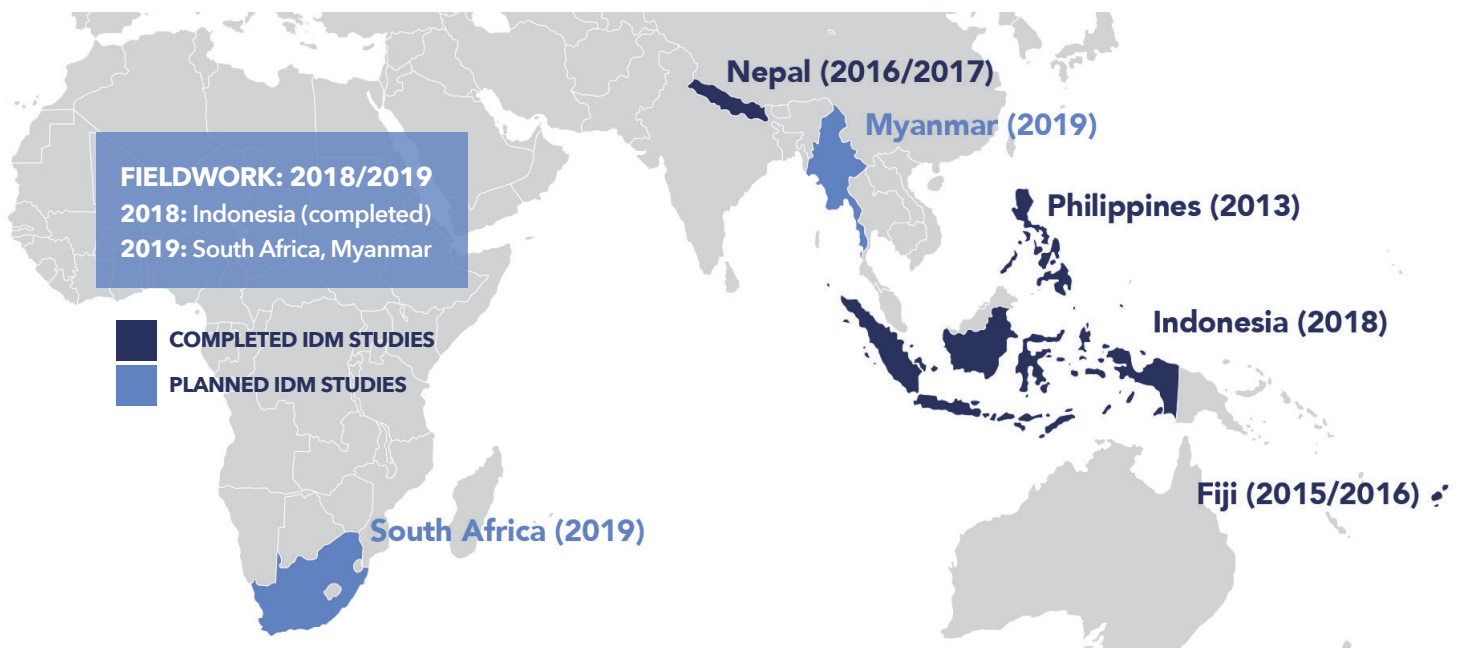 Nepal (2016/2017)
Myanmar (2019)
FIELDWORK: 2018/2019
2018: Indonesia (completed)
2019: South Africa, Myanmar
Philippines (2013)
Indonesia (2018)
COMPLETED IDM STUDIES
PLANNED IDM STUDIES
Fiji (2015/2016)
South Africa (2019)